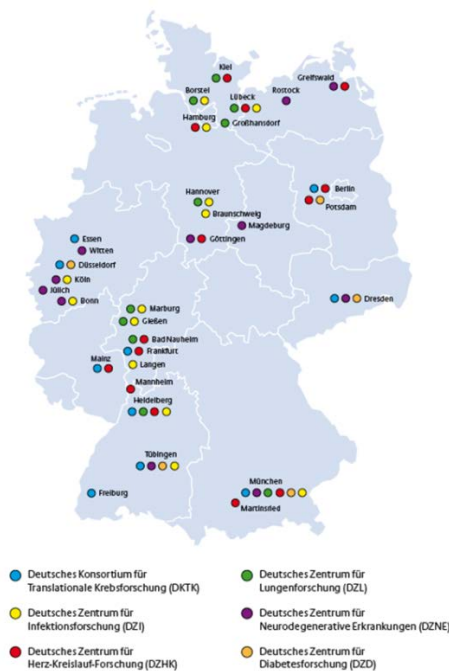 Kiel
Greifswald
Borstel
Lübeck
Rostock
Hamburg
Großhansdorf
Hannover
Berlin
Braunschweig
Potsdam
Magdeburg
Göttingen
Essen
Witten
Düsseldorf
Köln
Jülich
Bonn
Dresden
Marburg
Gießen
Bad Nauheim
Mainz
Frankfurt
Langen
Mannheim
Heidelberg
Tübingen
München
Freiburg
Martinsried
Deutsches Konsortium für
Translationale Krebsforschung (DKTK)
Deutsches Zentrum für
Lungenforschung (DZL)
Deutsches Zentrum für
Infektionsforschung (DZI)
Deutsches Zentrum für
Neurodegenerative Erkrankungen (DZNE)
Deutsches Zentrum für
Herz-Kreislauf-Forschung (DZHK)
Deutsches Zentrum für
Diabetesforschung (DZD)